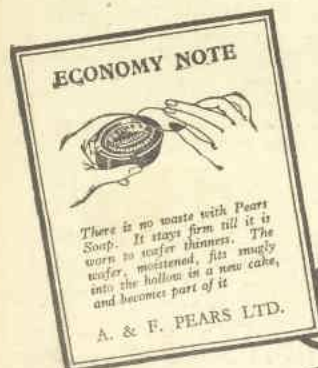 ECONOMY NOTE
There is no waste with Pears
Soap. It stays firm till it is
worn to wafer thinness. The
wafer, moistened, fits snugly
into the hollow in a new cake,
and becomes part of it
A. & F. PEARS LTD.